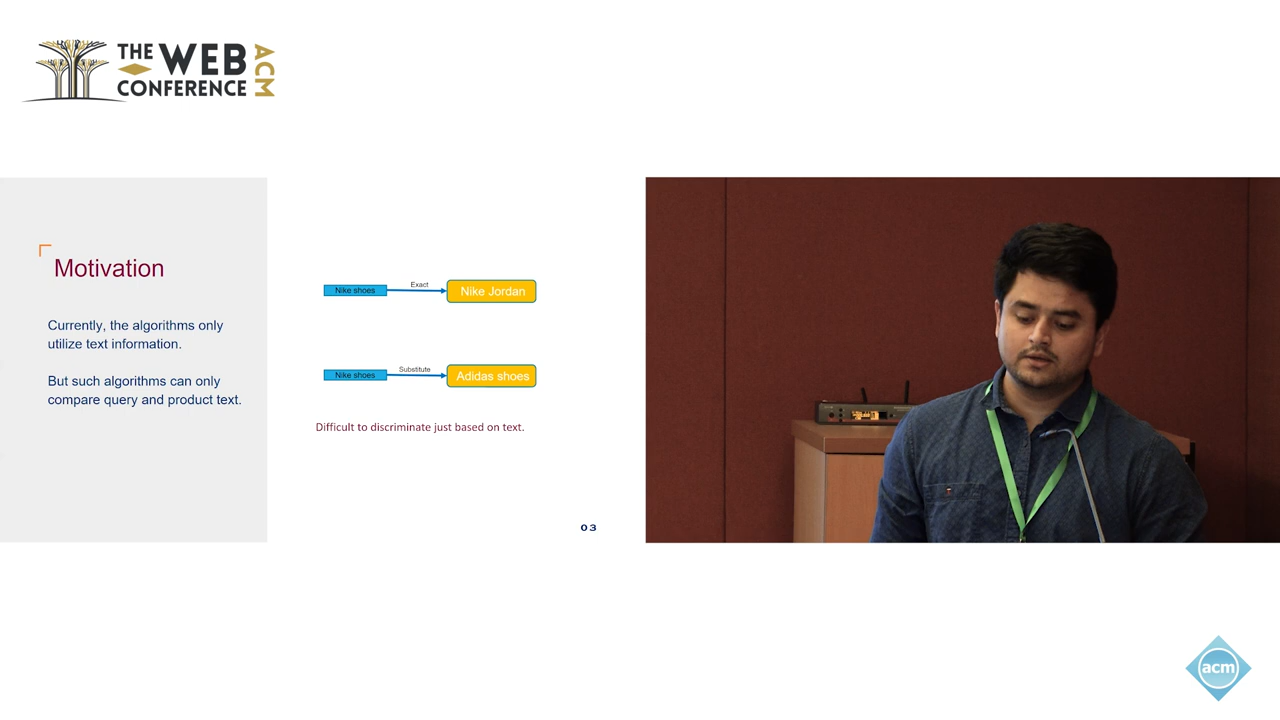 THE WEB
CONFERENCE
ACM
Motivation
Currently, the algorithms only
utilize text information.
But such algorithms can only
compare query and product text.
Nike shoes
Exact
Nike Jordan
Nike shoes
Substitute
Adidas shoes
Difficult to discriminate just based on text.
03
acm